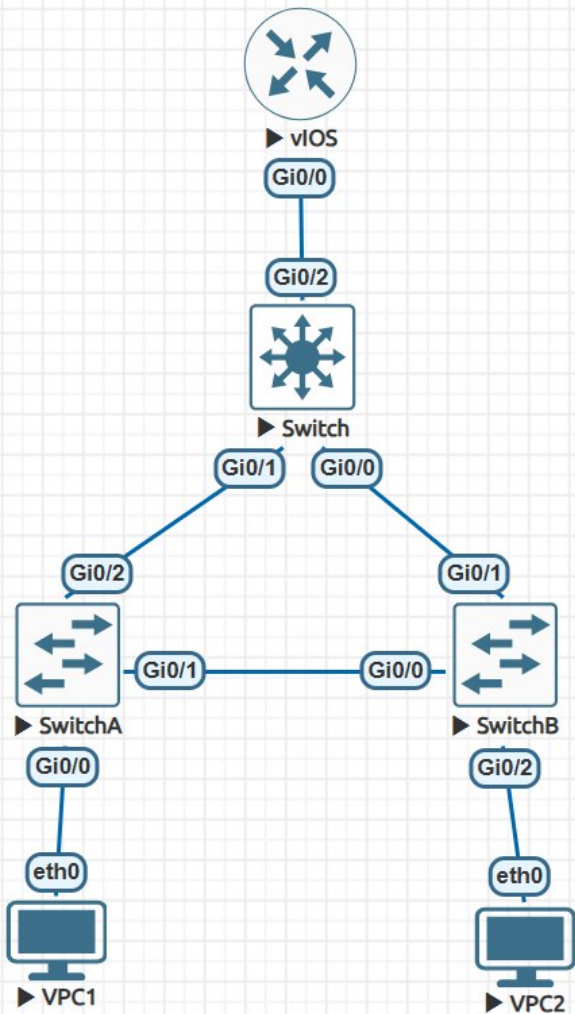 vIOS
Gi0/0
Gi0/2
Switch
Gi0/1 Gi0/0
Gi0/2 Gi0/1
Gi0/1 Gi0/0
SwitchA SwitchB
Gi0/0 Gi0/2
eth0 eth0
VPC1 VPC2